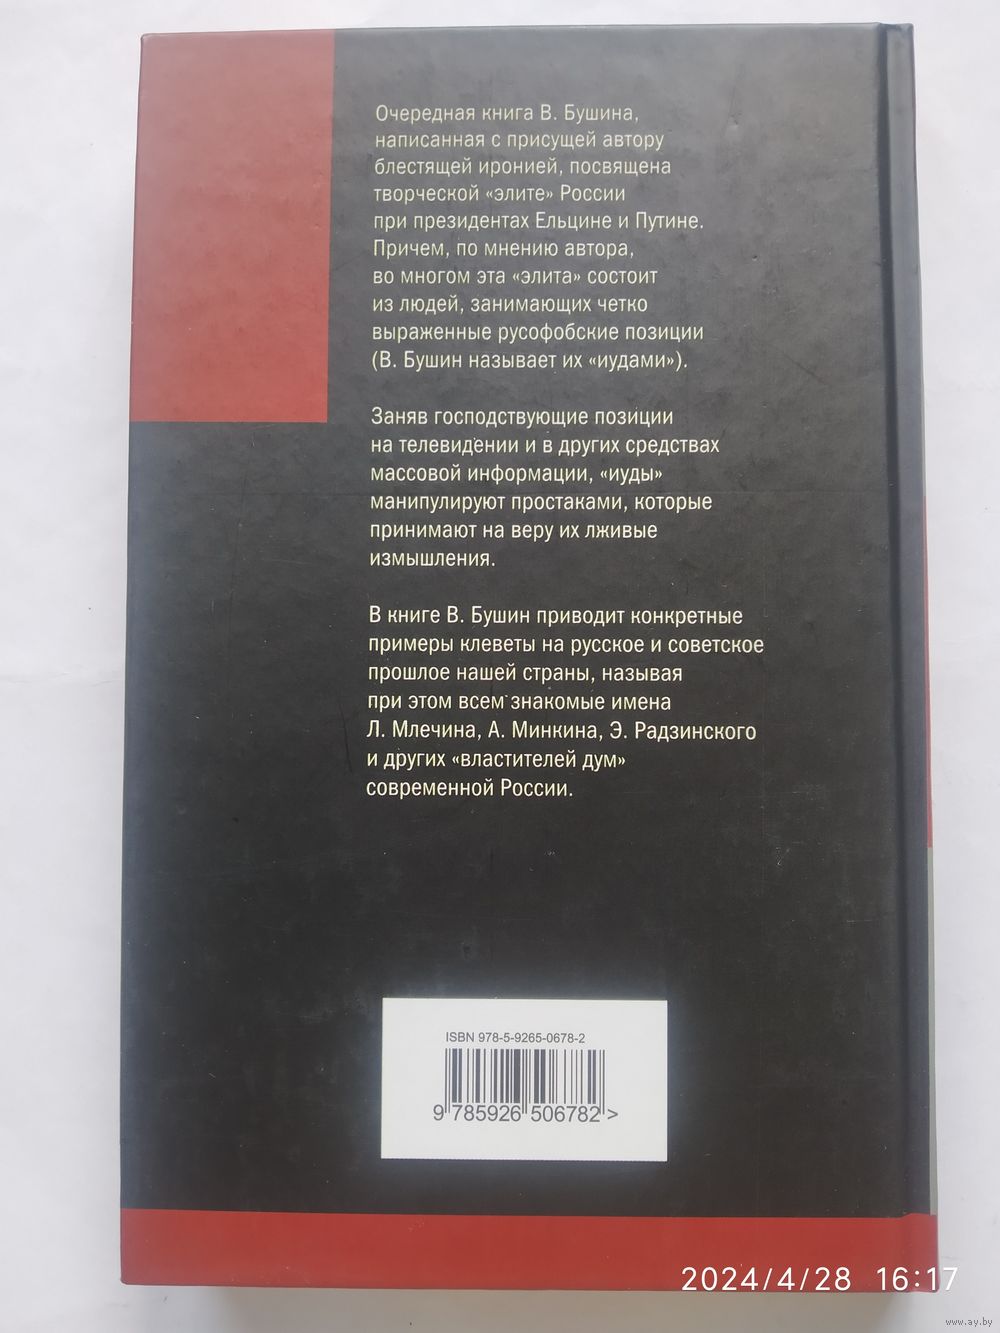 Очередная книга В. Бушина,
написанная с присущей автору
блестящей иронией, посвящена
творческой «элите» России
при президентах Ельцине и Путине.
Причем, по мнению автора,
во многом эта «элита» состоит
из людей, занимающих четко
выраженные русофобские позиции
(В. Бушин называет их «иудами»).
Заняв господствующие позиции
на телевидении и в других средствах
массовой информации, «иуды»
манипулируют простаками, которые
принимают на веру их лживые
измышления.
В книге В. Бушин приводит конкретные
примеры клеветы на русское и советское
прошлое нашей страны, называя
при этом всем знакомые имена
Л. Млечина, А. Минкина, Э. Радзинского
и других «властителей дум»
современной России.
ISBN 978-5-9265-0678-2
9 785926 506782 >
2024/4/28 16:17
www.ay.by